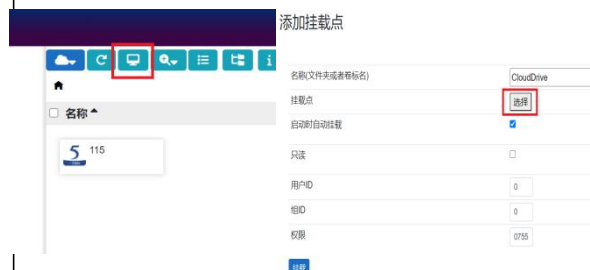 添加挂载点
名称
115
名称(文件夹或者卷标名)
CloudDrive
挂载点
选择
启动时自动挂载
只读
用户ID
0
组ID
0
权限
0755
挂载